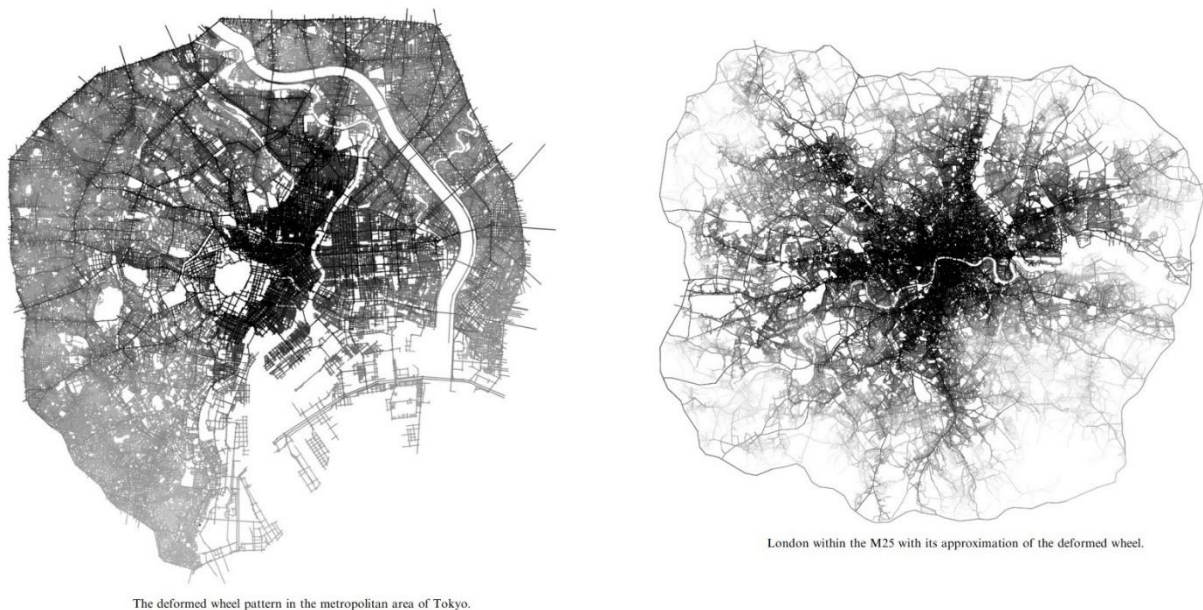 The deformed wheel pattern in the metropolitan area of Tokyo.
London within the M25 with its approximation of the deformed wheel.